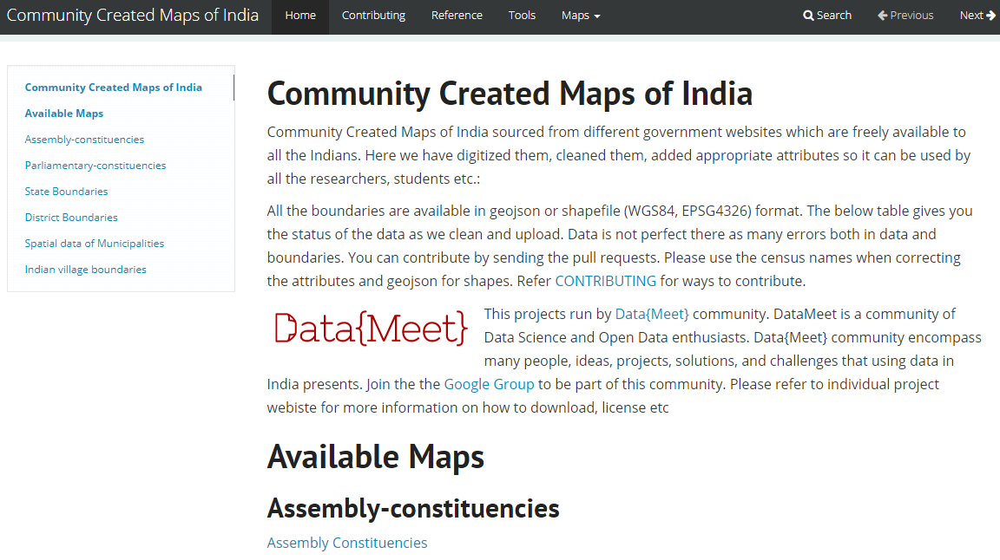 Community Created Maps of India Home Contributing Reference Tools Maps Search Previous Next
Community Created Maps of India
Available Maps
Assembly-constituencies
Parliamentary-constituencies
State Boundaries
District Boundaries
Spatial data of Municipalities
Indian village boundaries
Community Created Maps of India
Community Created Maps of India sourced from different government websites which are freely available to
all the Indians. Here we have digitized them, cleaned them, added appropriate attributes so it can be used by
all the researchers, students etc.:
All the boundaries are available in geojson or shapefile (WGS84, EPSG4326) format. The below table gives you
the status of the data as we clean and upload. Data is not perfect there as many errors both in data and
boundaries. You can contribute by sending the pull requests. Please use the census names when correcting
the attributes and geojson for shapes. Refer CONTRIBUTING for ways to contribute.
Data{Meet}
This projects run by Data{Meet} community. DataMeet is a community of
Data Science and Open Data enthusiasts. Data{Meet} community encompass
many people, ideas, projects, solutions, and challenges that using data in
India presents. Join the the Google Group to be part of this community. Please refer to individual project
webiste for more information on how to download, license etc
Available Maps
Assembly-constituencies
Assembly Constituencies